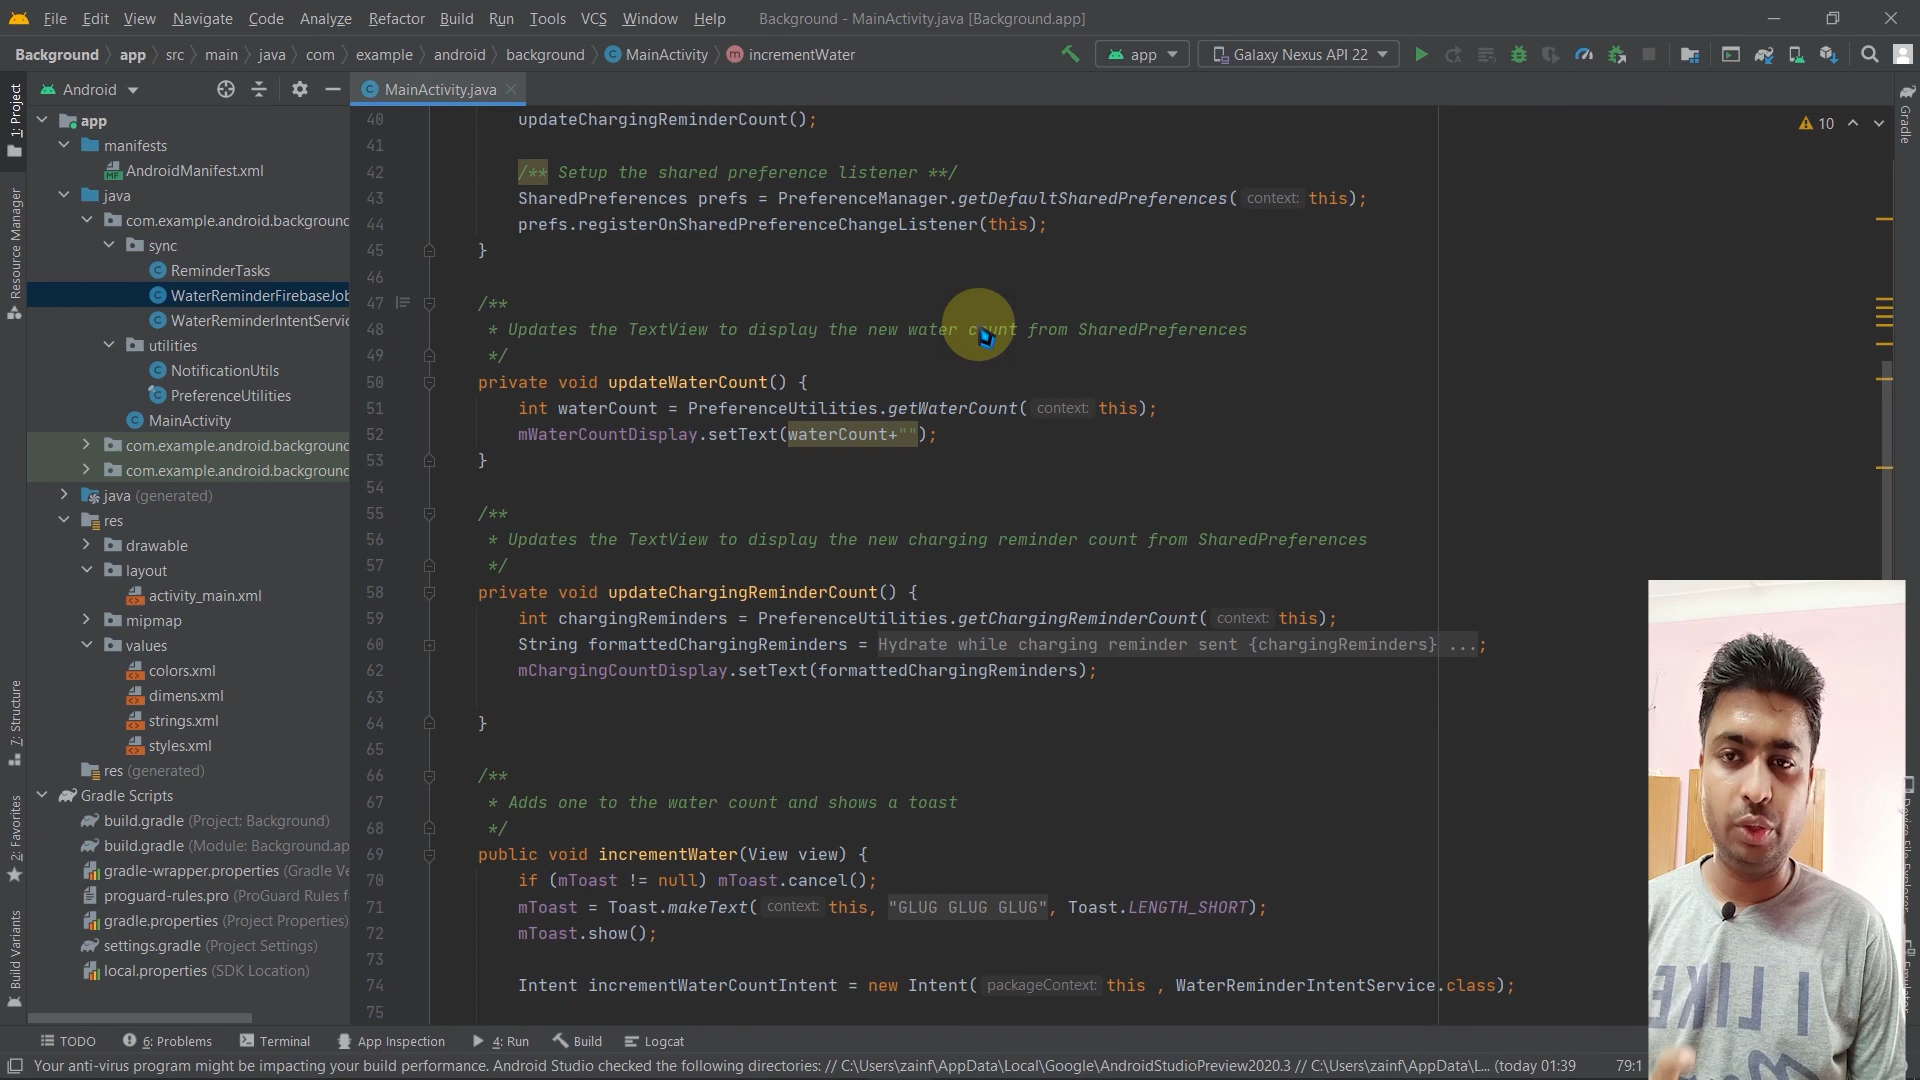 File Edit View Navigate Code Analyze Refactor Build Run Tools VCS Window Help Background - MainActivity.java [Background.app]
Background app src main java com example android background MainActivity incrementWater app Galaxy Nexus API 22
Android MainActivity.java
1: Project
Resource Manager
7: Structure
2: Favorites
Build Variants
app
manifests
AndroidManifest.xml
java
com.example.android.background
sync
ReminderTasks
WaterReminderFirebaseJob
WaterReminderIntentServic
utilities
NotificationUtils
PreferenceUtilities
MainActivity
com.example.android.background
com.example.android.background
java (generated)
res
drawable
layout
activity_main.xml
mipmap
values
colors.xml
dimens.xml
strings.xml
styles.xml
res (generated)
Gradle Scripts
build.gradle (Project: Background)
build.gradle (Module: Background.ap
gradle-wrapper.properties (Gradle Ve
proguard-rules.pro (ProGuard Rules f
gradle.properties (Project Properties)
settings.gradle (Project Settings)
local.properties (SDK Location)
40 updateChargingReminderCount();
41
42 /** Setup the shared preference listener **/
43 SharedPreferences prefs = PreferenceManager.getDefaultSharedPreferences( context: this);
44 prefs.registerOnSharedPreferenceChangeListener(this);
45 }
46
47 /**
48 * Updates the TextView to display the new water count from SharedPreferences
49 */
50 private void updateWaterCount() {
51 int waterCount = PreferenceUtilities.getWaterCount( context: this);
52 mWaterCountDisplay.setText(waterCount+"");
53 }
54
55 /**
56 * Updates the TextView to display the new charging reminder count from SharedPreferences
57 */
58 private void updateChargingReminderCount() {
59 int chargingReminders = PreferenceUtilities.getChargingReminderCount( context: this);
60 String formattedChargingReminders = Hydrate while charging reminder sent {chargingReminders} ...;
62 mChargingCountDisplay.setText(formattedChargingReminders);
63
64 }
65
66 /**
67 * Adds one to the water count and shows a toast
68 */
69 public void incrementWater(View view) {
70 if (mToast != null) mToast.cancel();
71 mToast = Toast.makeText( context: this, "GLUG GLUG GLUG", Toast.LENGTH_SHORT);
72 mToast.show();
73
74 Intent incrementWaterCountIntent = new Intent( packageContext: this , WaterReminderIntentService.class);
75
10
Gradle
I LIKE
TODO 6: Problems Terminal App Inspection 4: Run Build Logcat
Your anti-virus program might be impacting your build performance. Android Studio checked the following directories: // C:\Users\zainf\AppData\Local\Google\AndroidStudioPreview2020.3 // C:\Users\zainf\AppData\L... (today 01:39 79:1